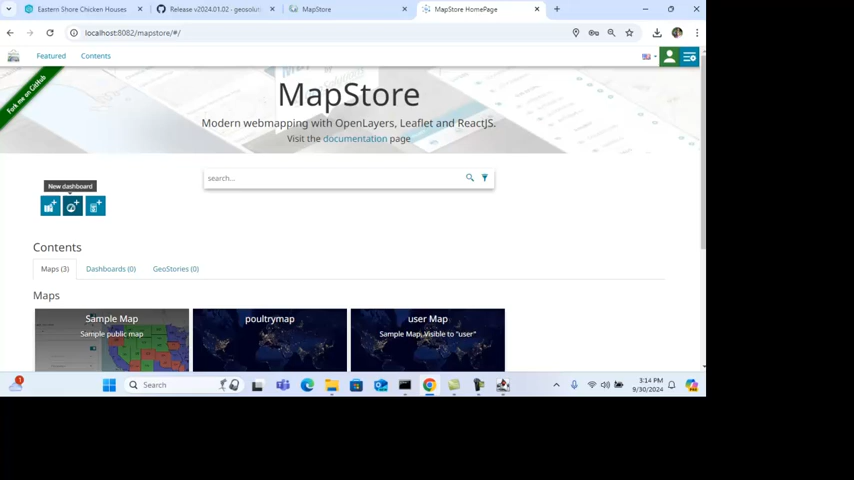 Eastern Shore Chicken Houses
Release v2024.01.02 - geosoluti
MapStore
MapStore HomePage
localhost:8082/mapstore/#/
Featured
Contents
Fork me on GitHub
MapStore
Modern webmapping with OpenLayers, Leaflet and ReactJS.
Visit the documentation page
New dashboard
search...
Contents
Maps (3)
Dashboards (0)
GeoStories (0)
Maps
Sample Map
Sample public map
poultrymap
user Map
Sample Map Visible to "user"
1
Search
3:14 PM
9/30/2024